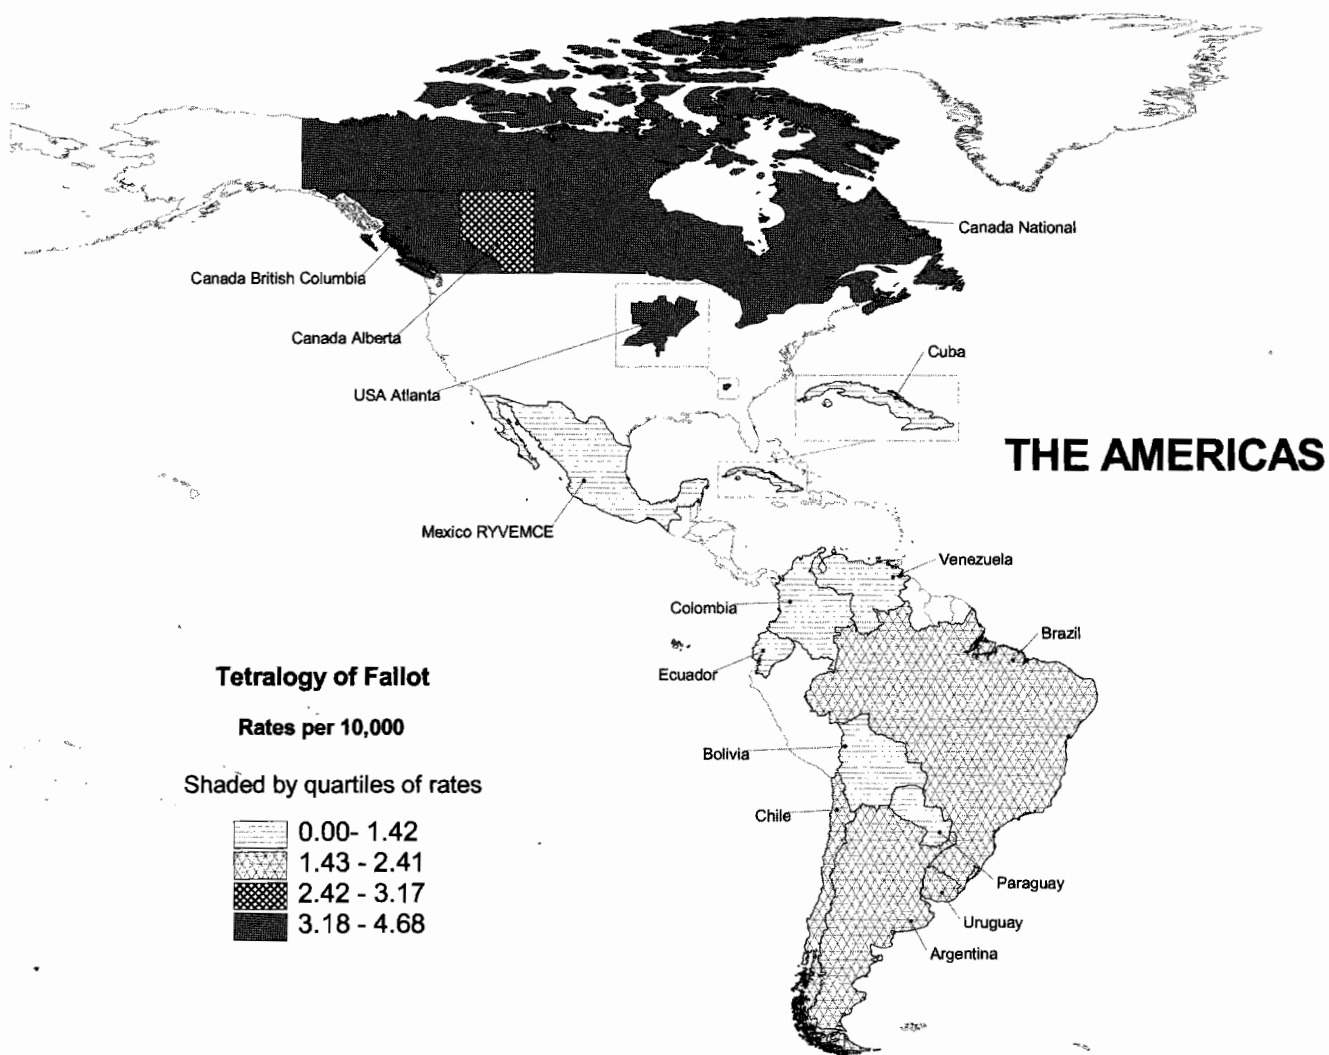 Canada National
Canada British Columbia
Canada Alberta
Cuba
USA Atlanta
THE AMERICAS
Mexico RYVEMCE
Venezuela
Colombia
Brazil
Ecuador
Tetralogy of Fallot
Rates per 10,000
Bolivia
Shaded by quartiles of rates
Chile
0.00- 1.42
1.43 - 2.41
2.42 - 3.17
3.18 - 4.68
Paraguay
Uruguay
Argentina